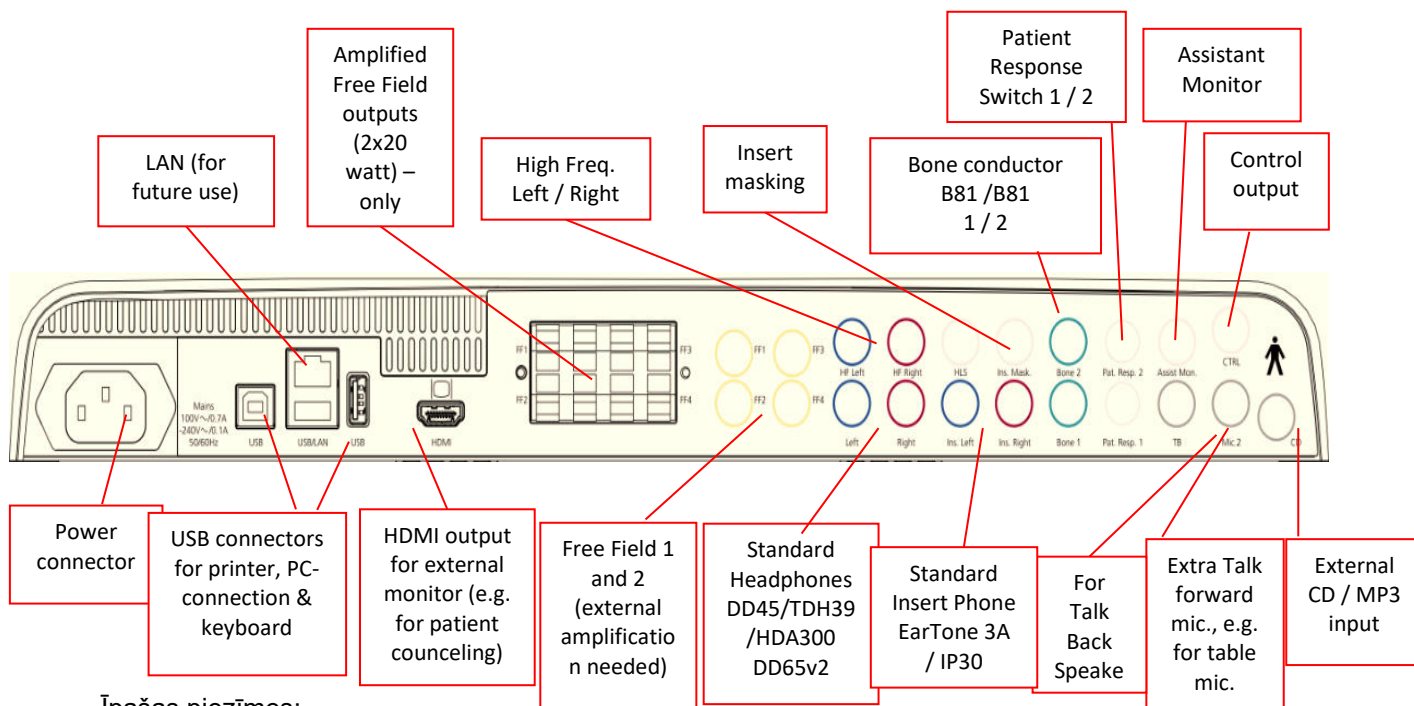 Patient
Response
Switch 1 / 2
Assistant
Monitor
Amplified
Free Field
outputs
(2x20
watt) –
only
LAN (for
future use)
High Freq.
Left / Right
Insert
masking
Bone conductor
B81 /B81
1 / 2
Control
output
FF1
FF3
FF2
FF4
FF1
FF3
FF2
FF4
HF Left
HF Right
HLS
Ins. Mask.
Bone 2
Pat. Resp. 2
Assist Mon.
CTRL
Mains
100V~/0.7A
-240V~/0.1A
50/60Hz
USB
USB/LAN
USB
HDMI
Left
Right
Ins. Left
Ins. Right
Bone 1
Pat. Resp. 1
TB
Mic.2
CD
Power
connector
USB connectors
for printer, PC-
connection &
keyboard
HDMI output
for external
monitor (e.g.
for patient
counceling)
Free Field 1
and 2
(external
amplificatio
n needed)
Standard
Headphones
DD45/TDH39
/HDA300
DD65v2
Standard
Insert Phone
EarTone 3A
/ IP30
For
Talk
Back
Speake
Extra Talk
forward
mic., e.g.
for table
mic.
External
CD / MP3
input
Īpašas piezīmes: